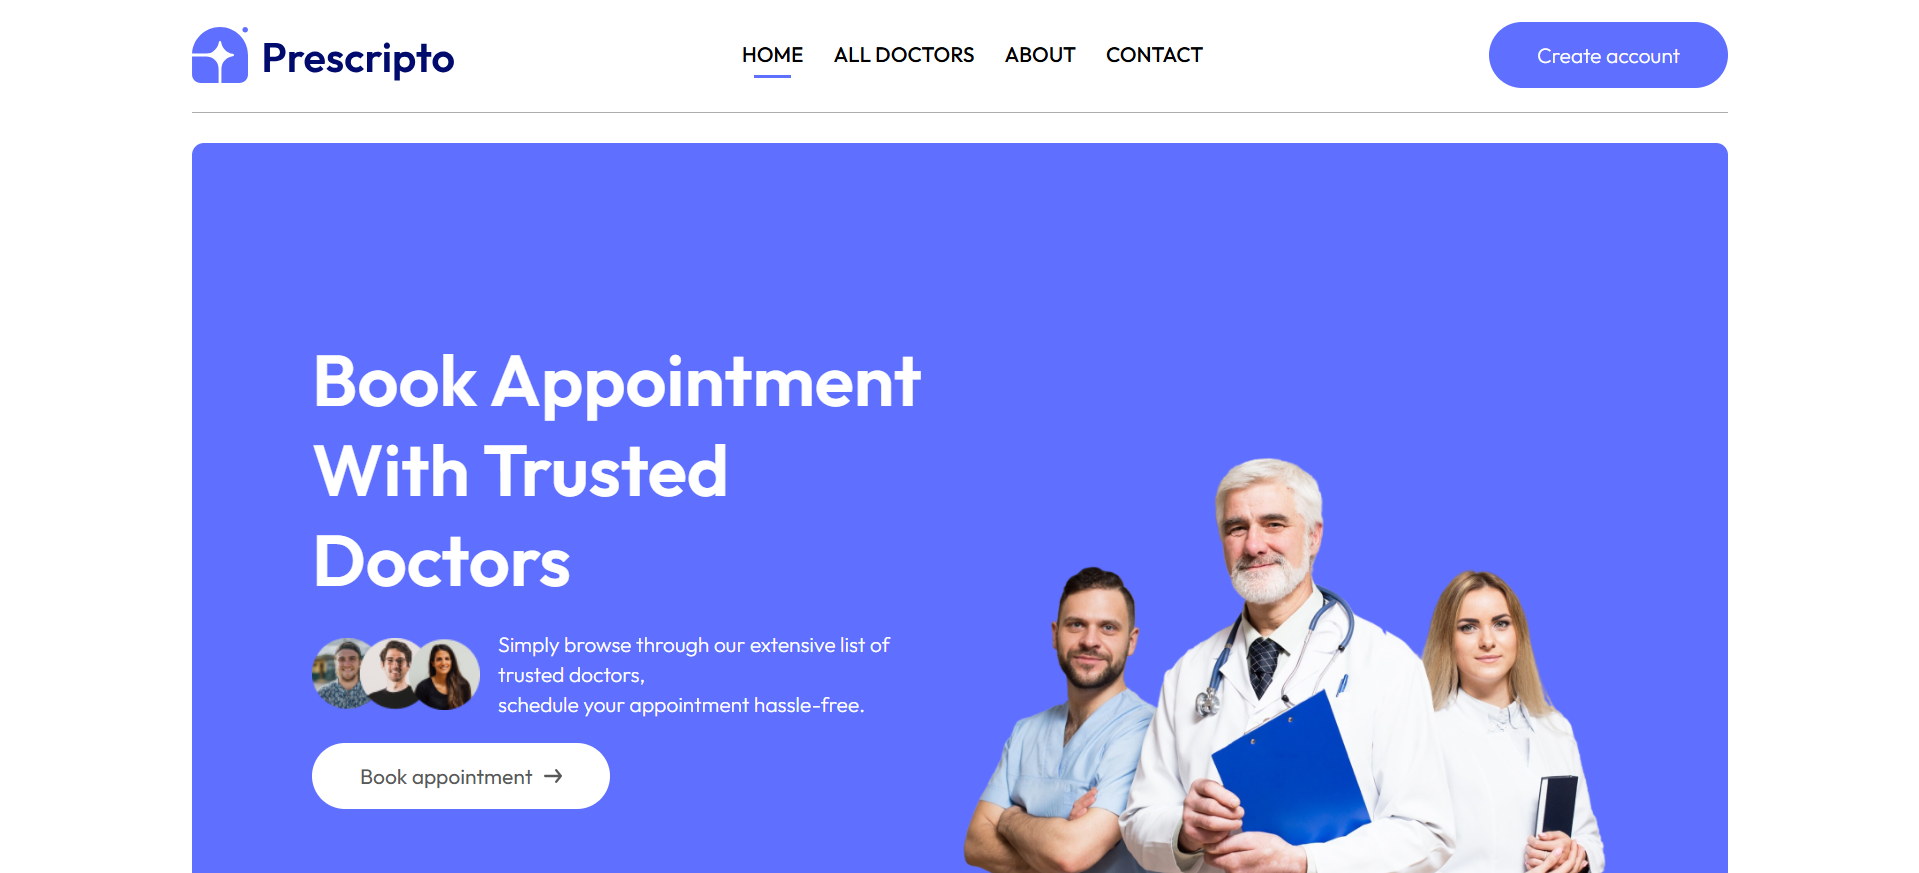 Prescripto
HOME
ALL DOCTORS
ABOUT
CONTACT
Create account
Book Appointment
With Trusted
Doctors
Simply browse through our extensive list of
trusted doctors,
schedule your appointment hassle-free.
Book appointment →